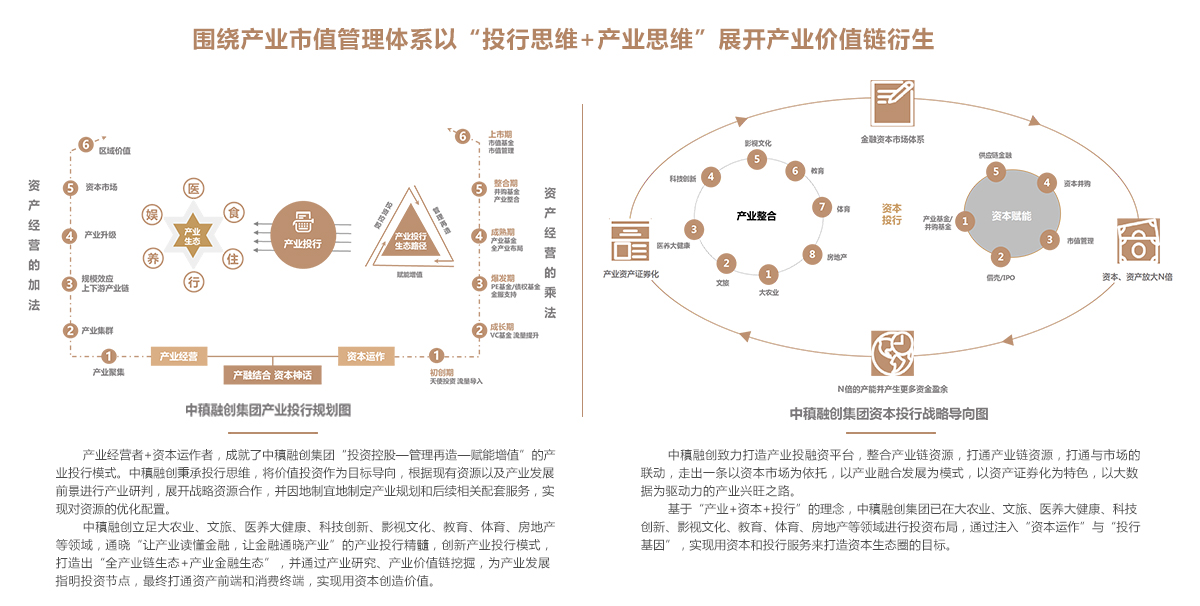 围绕产业市值管理体系以“投行思维+产业思维”展开产业价值链衍生
资产经营的加法
6
区域价值
5
资本市场
4
产业升级
3
规模效应
上下游产业链
2
产业集群
1
产业聚集
医
食
住
行
养
娱
产业
生态
产业投行
投资控股
管理再造
产业投行
生态路径
赋能增值
6
上市期
市值基金
市值管理
5
整合期
并购基金
产业整合
4
成熟期
产业基金
全产业布局
3
爆发期
PE基金/债权基金
金服支持
2
成长期
VC基金 流量提升
1
初创期
天使投资 流量导入
资产经营的乘法
产业经营
资本运作
产融结合 资本神话
中稹融创集团产业投行规划图
产业经营者+资本运作者，成就了中稹融创集团“投资控股—管理再造—赋能增值”的产
业投行模式。中稹融创秉承投行思维，将价值投资作为目标导向，根据现有资源以及产业发展
前景进行产业研判，展开战略资源合作，并因地制宜地制定产业规划和后续相关配套服务，实
现对资源的优化配置。
中稹融创立足大农业、文旅、医养大健康、科技创新、影视文化、教育、体育、房地产
等领域，通晓“让产业读懂金融，让金融通晓产业”的产业投行精髓，创新产业投行模式，
打造出“全产业链生态+产业金融生态”，并通过产业研究、产业价值链挖掘，为产业发展
指明投资节点，最终打通资产前端和消费终端，实现用资本创造价值。
金融资本市场体系
产业资产证券化
资本、资产放大N倍
N倍的产能并产生更多资金盈余
产业整合
1
大农业
2
文旅
3
医养大健康
4
科技创新
5
影视文化
6
教育
7
体育
8
房地产
资本
投行
资本赋能
1
产业基金/
并购基金
2
借壳/IPO
3
市值管理
4
资本并购
5
供应链金融
中稹融创集团资本投行战略导向图
中稹融创致力打造产业投融资平台，整合产业链资源，打通产业链资源，打通与市场的
联动，走出一条以资本市场为依托，以产业融合发展为模式，以资产证券化为特色，以大数
据为驱动力的产业兴旺之路。
基于“产业+资本+投行”的理念，中稹融创集团已在大农业、文旅、医养大健康、科技
创新、影视文化、教育、体育、房地产等领域进行投资布局，通过注入“资本运作”与“投行
基因”，实现用资本和投行服务来打造资本生态圈的目标。